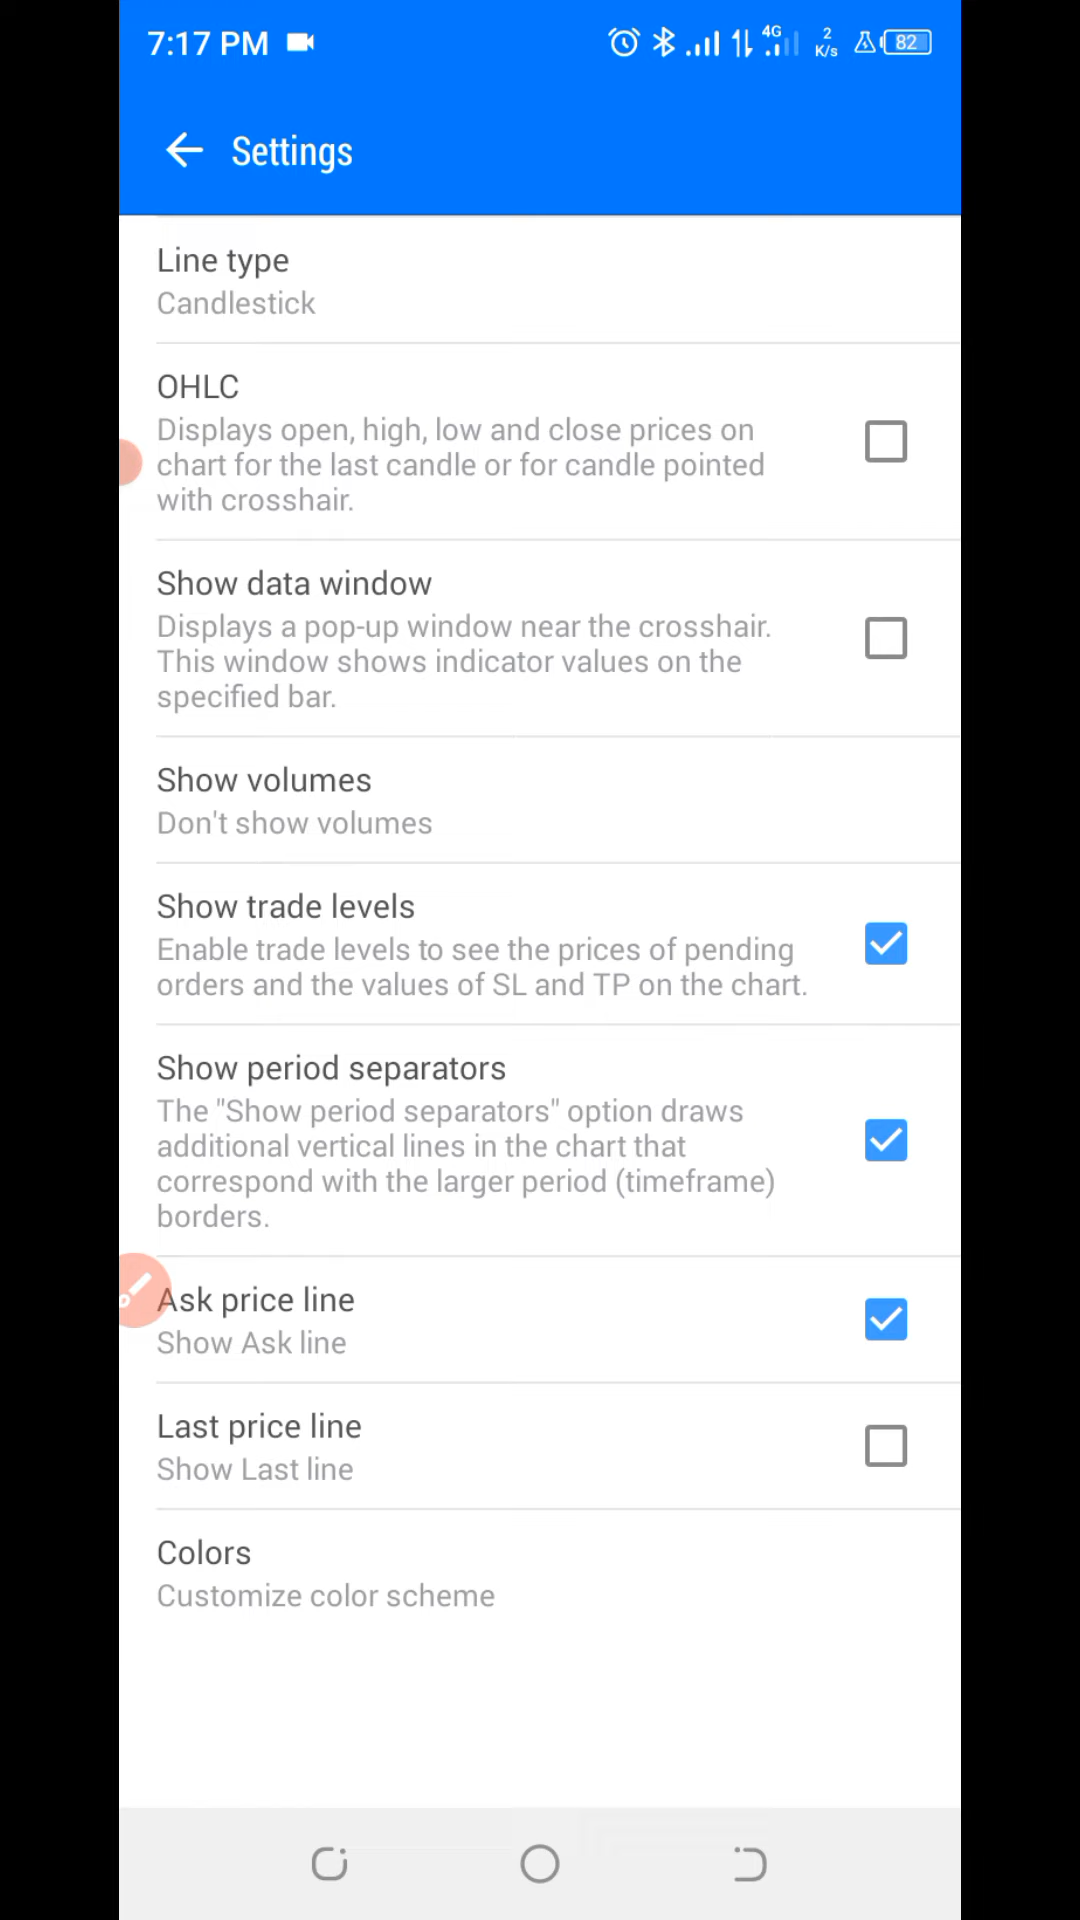 7:17 PM
4G
2
K/s
82
Settings
Line type
Candlestick
OHLC
Displays open, high, low and close prices on
chart for the last candle or for candle pointed
with crosshair.
Show data window
Displays a pop-up window near the crosshair.
This window shows indicator values on the
specified bar.
Show volumes
Don't show volumes
Show trade levels
Enable trade levels to see the prices of pending
orders and the values of SL and TP on the chart.
Show period separators
The "Show period separators" option draws
additional vertical lines in the chart that
correspond with the larger period (timeframe)
borders.
Ask price line
Show Ask line
Last price line
Show Last line
Colors
Customize color scheme